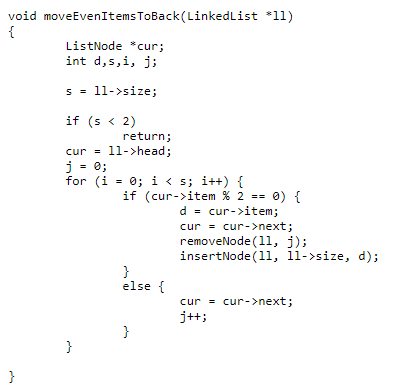 void moveEvenItemsToBack(LinkedList *ll)
{
        ListNode *cur;
        int d,s,i, j;

        s = ll->size;

        if (s < 2)
                return;
        cur = ll->head;
        j = 0;
        for (i = 0; i < s; i++) {
                if (cur->item % 2 == 0) {
                        d = cur->item;
                        cur = cur->next;
                        removeNode(ll, j);
                        insertNode(ll, ll->size, d);
                }
                else {
                        cur = cur->next;
                        j++;
                }
        }

}